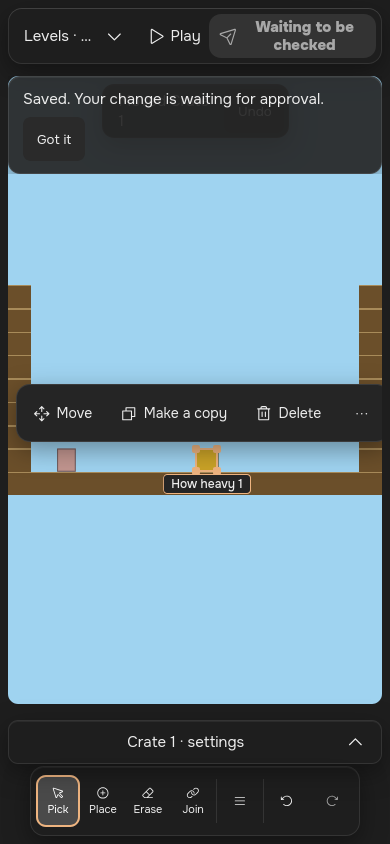 Levels · ...
Play
Waiting to be
checked
Saved. Your change is waiting for approval.
Undo
Got it
Move
Make a copy
Delete
...
How heavy 1
Crate 1 · settings
Pick
Place
Erase
Join